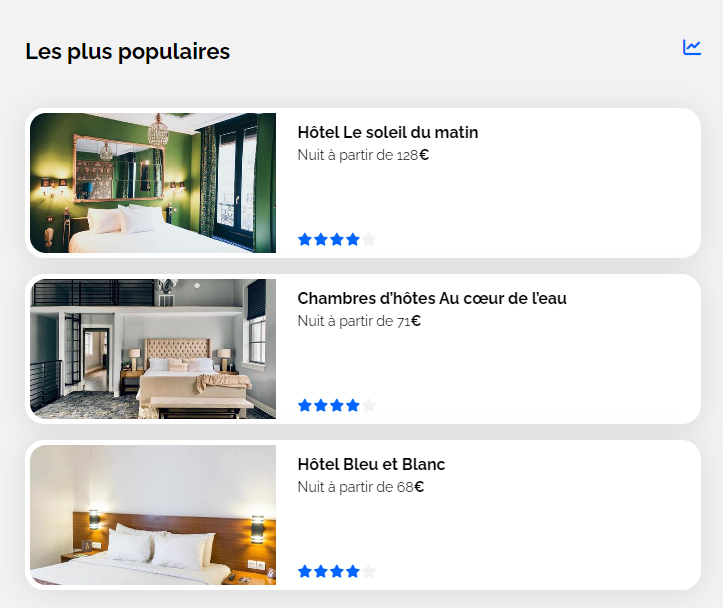 Les plus populaires
Hôtel Le soleil du matin
Nuit à partir de 128€
Chambres d’hôtes Au cœur de l’eau
Nuit à partir de 71€
Hôtel Bleu et Blanc
Nuit à partir de 68€